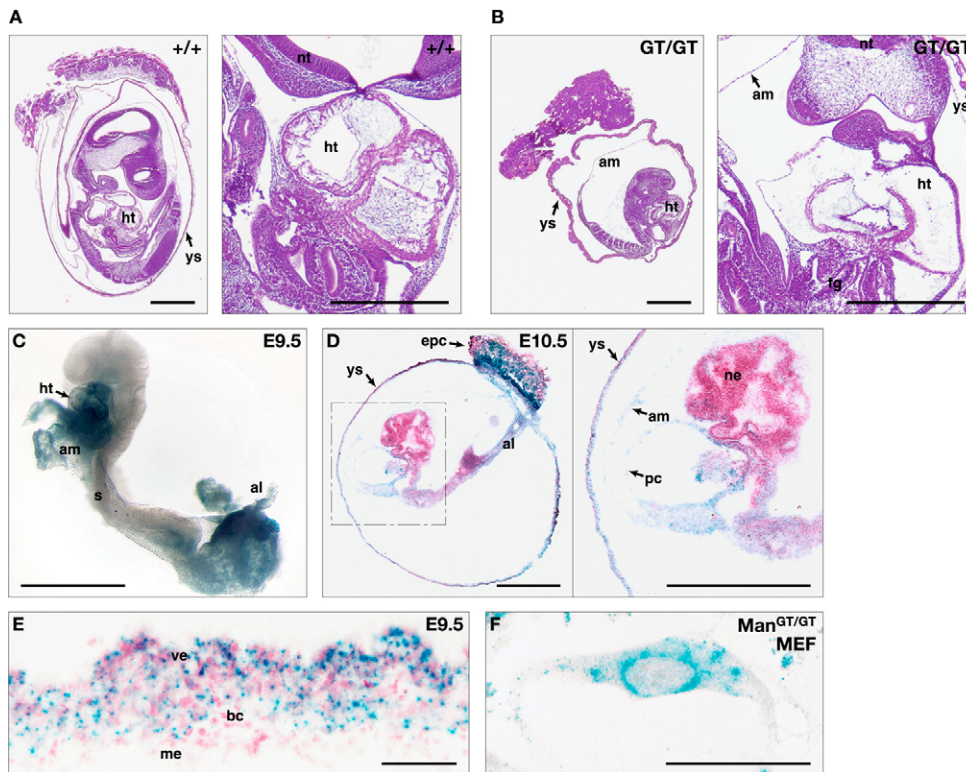 A
+/+
ht
ys
+/+
nt
ht
B
GT/GT
am
ys
ht
GT/GT
nt
am
ys
ht
fg
C
E9.5
ht
am
s
al
D
E10.5
epc
ys
al
ys
ne
am
pc
E
E9.5
ve
bc
me
F
Man^GT/GT
MEF